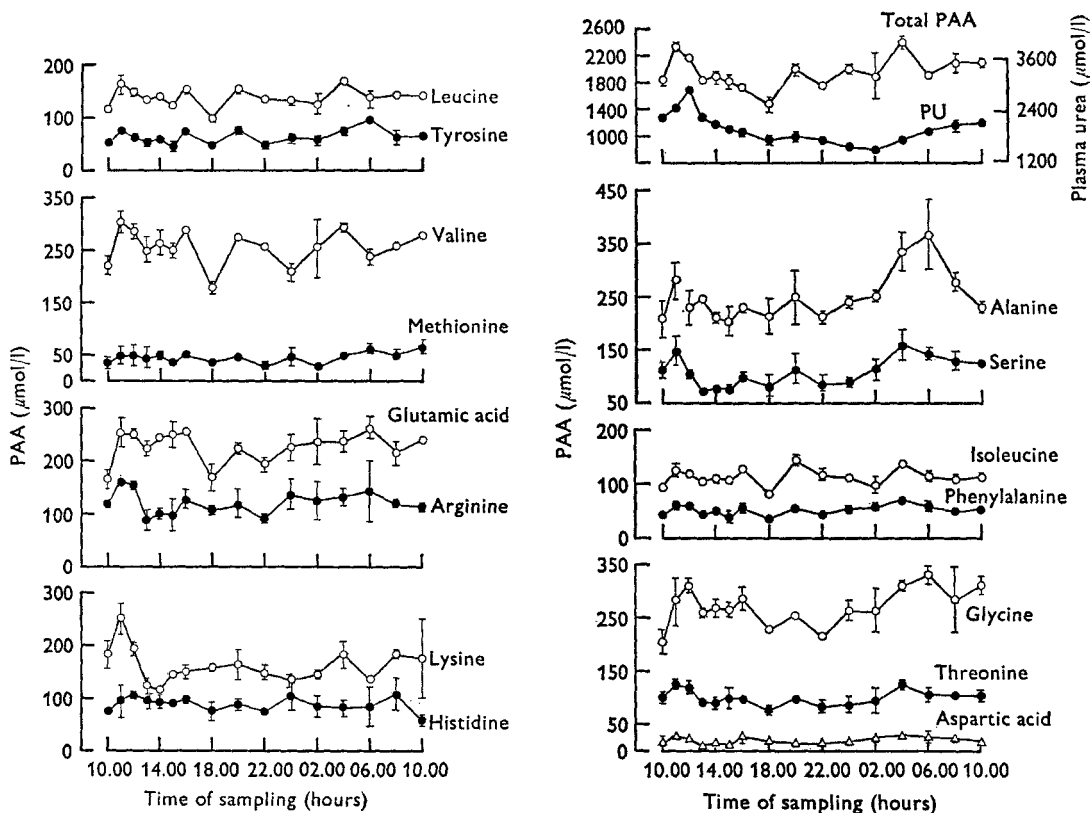 200
100
0
Leucine
Tyrosine
350
250
150
50
0
Valine
Methionine
300
200
100
0
Glutamic acid
Arginine
300
200
100
0
Lysine
Histidine
PAA (μmol/l)
10.00 14.00 18.00 22.00 02.00 06.00 10.00
Time of sampling (hours)
2600
2200
1800
1400
1000
Total PAA
PU
3600
2400
1200
Plasma urea (μmol/l)
450
350
250
150
50
Alanine
Serine
200
100
0
Isoleucine
Phenylalanine
350
250
150
50
0
Glycine
Threonine
Aspartic acid
PAA (μmol/l)
10.00 14.00 18.00 22.00 02.00 06.00 10.00
Time of sampling (hours)